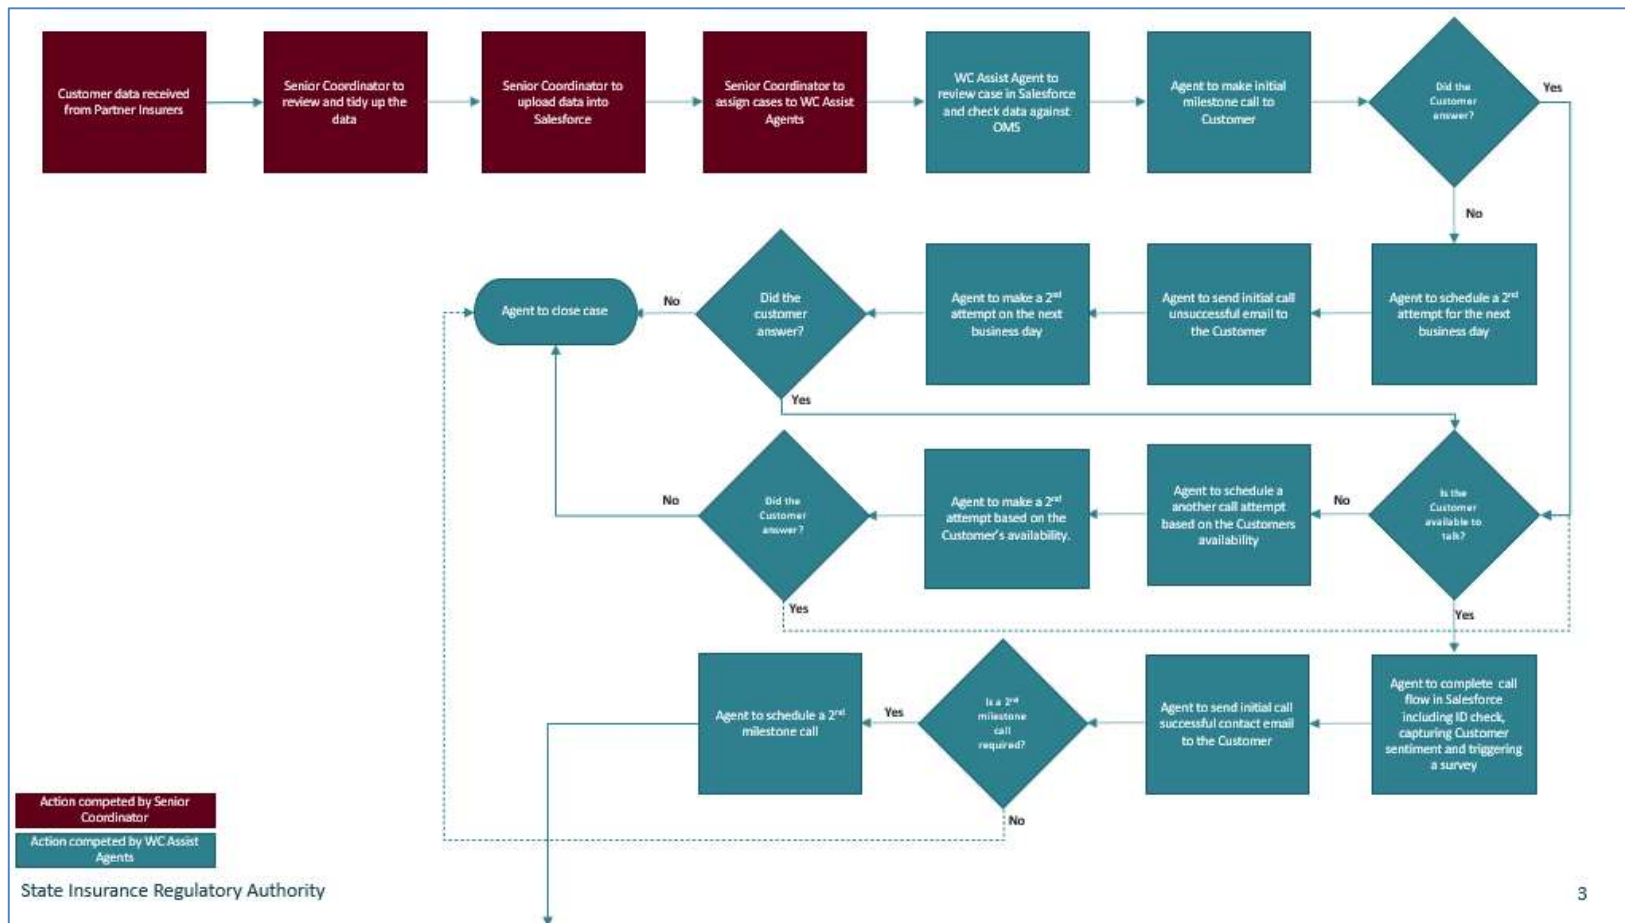 Customer data received
from Partner Insurers
Senior Coordinator to
review and tidy up the
data
Senior Coordinator to
upload data into
Salesforce
Senior Coordinator to
assign cases to WC Assist
Agents
WC Assist Agent to
review case in Salesforce
and check data against
OMS
Agent to make initial
milestone call to
Customer
Did the
Customer
answer?
Yes
No
Agent to schedule a 2nd
attempt for the next
business day
Agent to send initial call
unsuccessful email to
the Customer
Agent to make a 2nd
attempt on the next
business day
Did the
customer
answer?
No
Agent to close case
Yes
Is the
Customer
available to
talk?
No
Agent to schedule a
another call attempt
based on the Customers
availability
Agent to make a 2nd
attempt based on the
Customer's availability.
Did the
Customer
answer?
No
Yes
Yes
Agent to complete call
flow in Salesforce
including ID check,
capturing Customer
sentiment and triggering
a survey
Agent to send initial call
successful contact email
to the Customer
Is a 2nd
milestone
call
required?
Yes
Agent to schedule a 2nd
milestone call
No
Action competed by Senior
Coordinator
Action competed by WC Assist
Agents
State Insurance Regulatory Authority
3